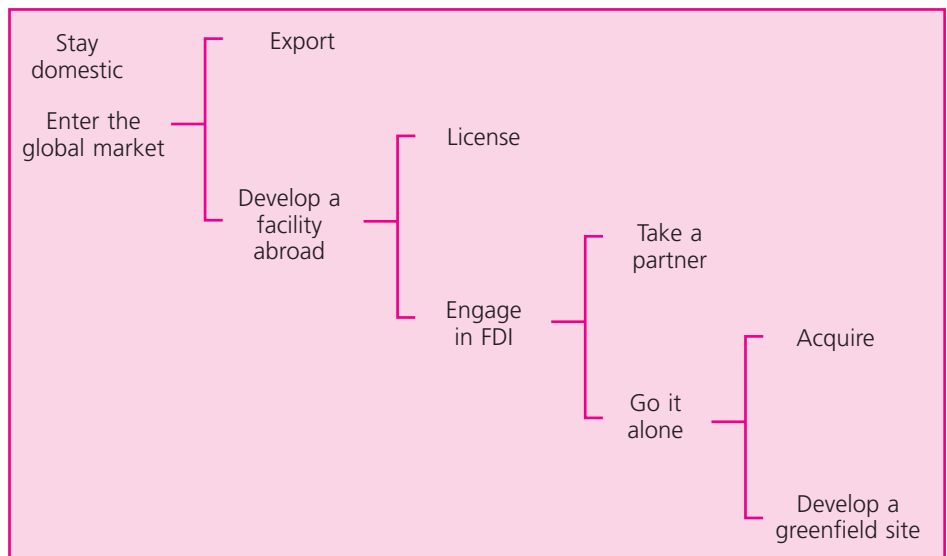 Stay
domestic
Export
Enter the
global market
License
Develop a
facility
abroad
Take a
partner
Engage
in FDI
Acquire
Go it
alone
Develop a
greenfield site